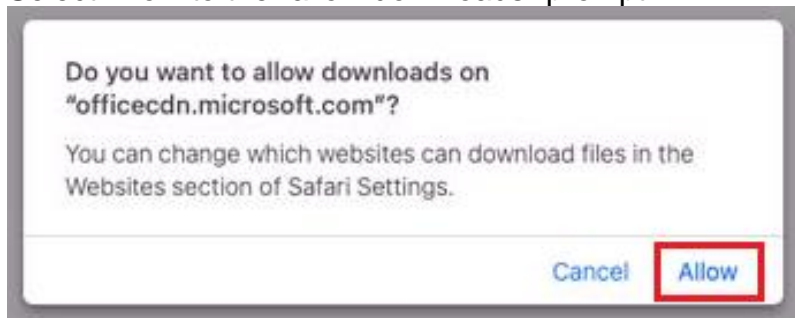 Do you want to allow downloads on
"officecdn.microsoft.com"?
You can change which websites can download files in the
Websites section of Safari Settings.
Cancel Allow